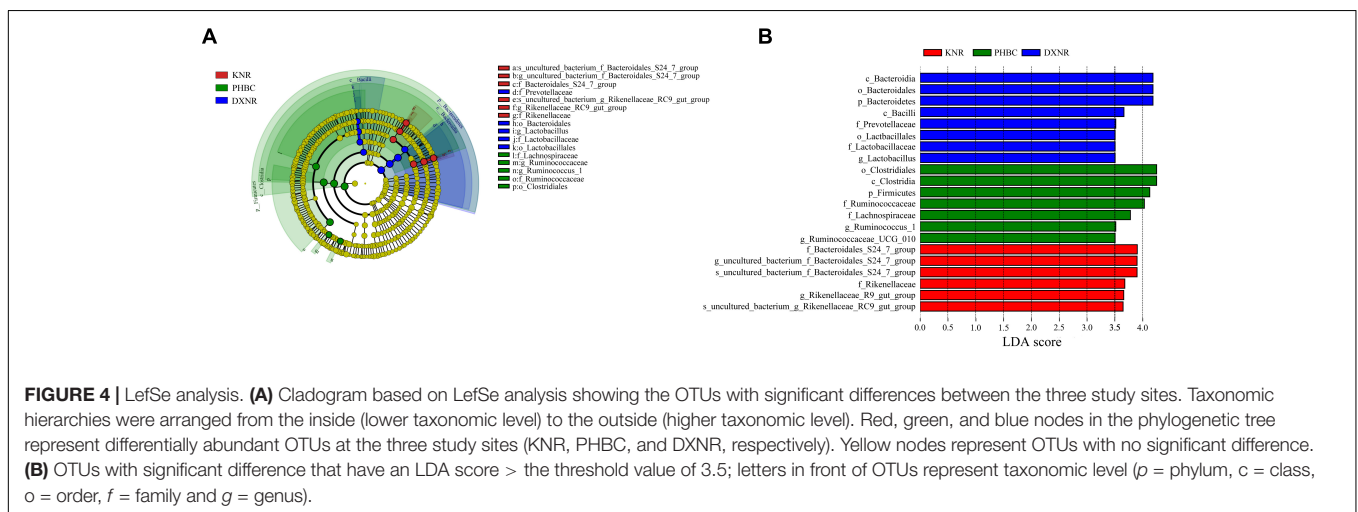 A
KNR
PHBC
DXNR
a:s_uncultured_bacterium_f_Bacteroidales_S24_7_group
b:g_uncultured_bacterium_f_Bacteroidales_S24_7_group
c:f_Bacteroidales_S24_7_group
d:f_Prevotellaceae
e:s_uncultured_bacterium_g_Rikenellaceae_RC9_gut_group
f:g_Rikenellaceae_RC9_gut_group
g:f_Rikenellaceae
h:o_Bacteroidales
i:g_Lactobacillus
j:f_Lactobacillaceae
k:o_Lactobacillales
l:f_Lachnospiraceae
m:g_Ruminococcaceae
n:g_Ruminococcus_1
o:f_Ruminococcaceae
p:o_Clostridiales
c_Bacilli
p_Firmicutes
c_Clostridia
B
KNR PHBC DXNR
c_Bacteroidia
o_Bacteroidales
p_Bacteroidetes
c_Bacilli
f_Prevotellaceae
o_Lactbacillales
f_Lactobacillaceae
g_Lactobacillus
o_Clostridiales
c_Clostridia
p_Firmicutes
f_Ruminococcaceae
f_Lachnospiraceae
g_Ruminococcus_1
g_Ruminococcaceae_UCG_010
f_Bacteroidales_S24_7_group
g_uncultured_bacterium_f_Bacteroidales_S24_7_group
s_uncultured_bacterium_f_Bacteroidales_S24_7_group
f_Rikenellaceae
g_Rikenellaceae_R9_gut_group
s_uncultured_bacterium_g_Rikenellaceae_RC9_gut_group
0.0 0.5 1.0 1.5 2.0 2.5 3.0 3.5 4.0
LDA score
FIGURE 4 | LefSe analysis. (A) Cladogram based on LefSe analysis showing the OTUs with significant differences between the three study sites. Taxonomic
hierarchies were arranged from the inside (lower taxonomic level) to the outside (higher taxonomic level). Red, green, and blue nodes in the phylogenetic tree
represent differentially abundant OTUs at the three study sites (KNR, PHBC, and DXNR, respectively). Yellow nodes represent OTUs with no significant difference.
(B) OTUs with significant difference that have an LDA score > the threshold value of 3.5; letters in front of OTUs represent taxonomic level (p = phylum, c = class,
o = order, f = family and g = genus).